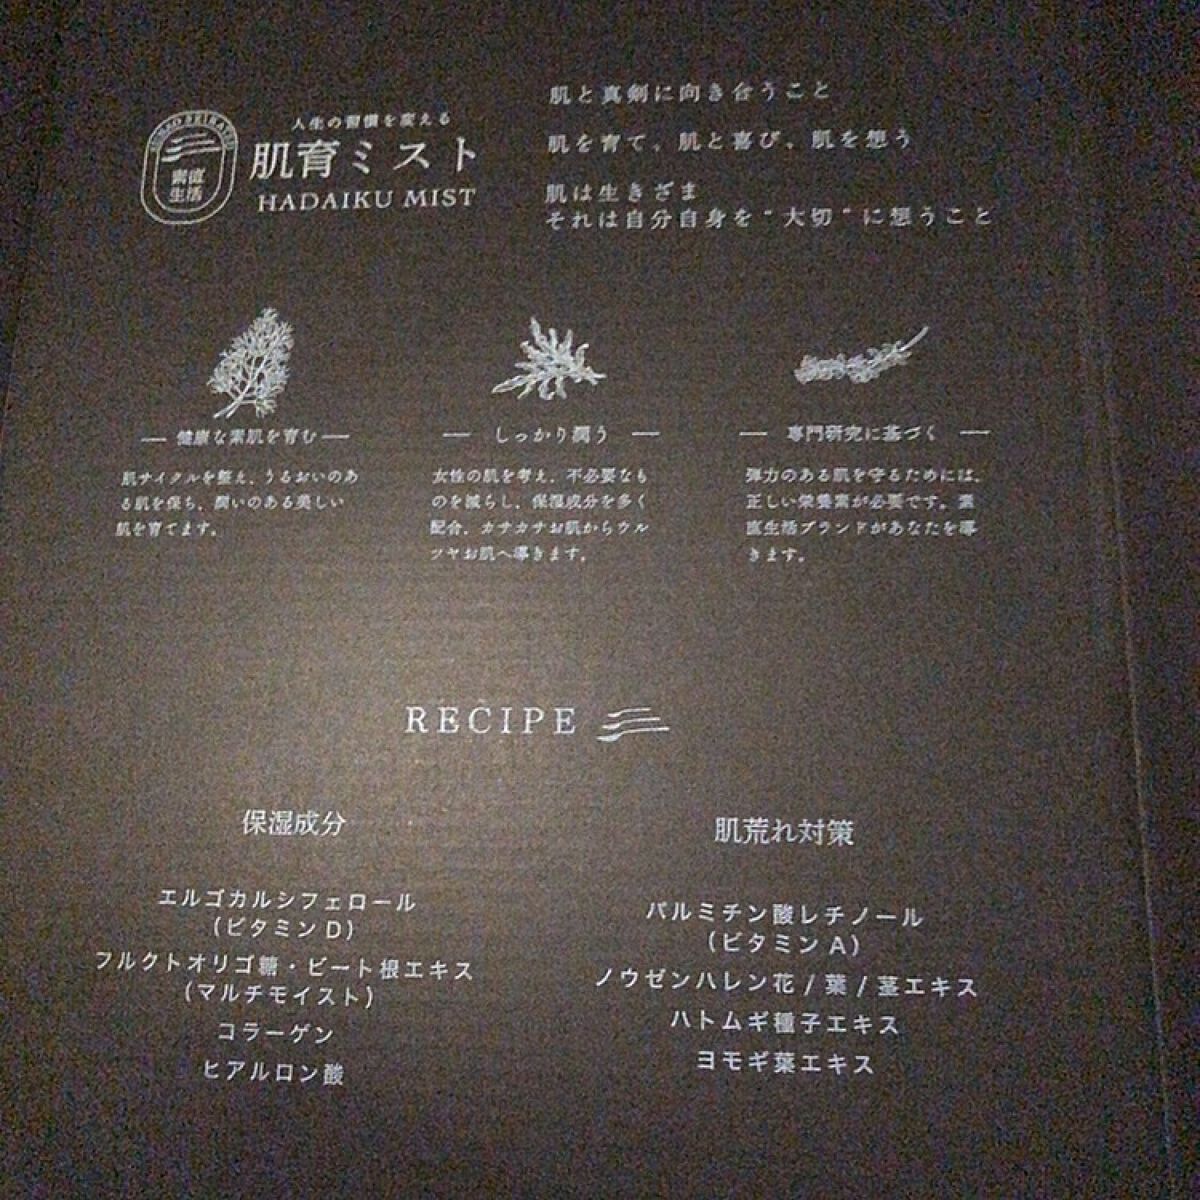 人生の習慣を変える
肌育ミスト
HADAIKU MIST
素直
生活
肌と真剣に向き合うこと
肌を育て、肌と喜び、肌を想う
肌は生きざま
それは自分自身を“大切”に想うこと
健康な素肌を育む
肌サイクルを整え、うるおいのあ
る肌を保ち、潤いのある美しい
肌を育てます。
しっかり潤う
女性の肌を考え、不必要なも
のを減らし、保湿成分を多く
配合、カサカサお肌からウル
ツヤお肌へ導きます。
専門研究に基づく
弾力のある肌を守るためには、
正しい栄養素が必要です。素
直生活ブランドがあなたを導
きます。
RECIPE
保湿成分
エルゴカルシフェロール
(ビタミンD)
フルクトオリゴ糖・ビート根エキス
(マルチモイスト)
コラーゲン
ヒアルロン酸
肌荒れ対策
パルミチン酸レチノール
(ビタミンA)
ノウゼンハレン花/葉/茎エキス
ハトムギ種子エキス
ヨモギ葉エキス